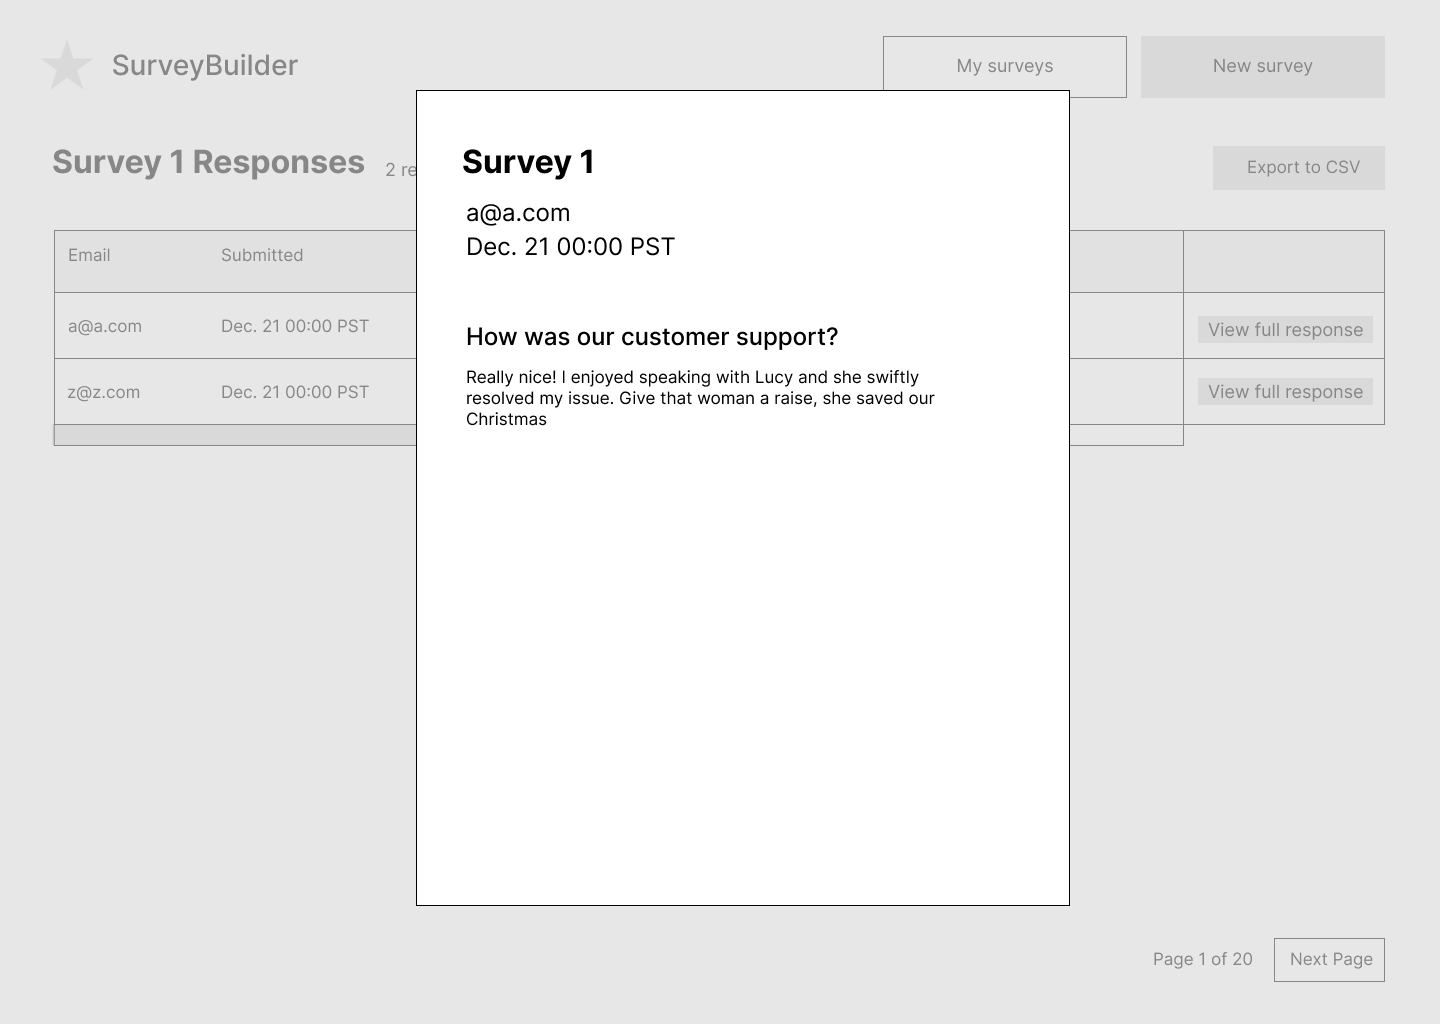 SurveyBuilder
My surveys
New survey
Survey 1 Responses
2 re
Export to CSV
Email
Submitted
a@a.com
Dec. 21 00:00 PST
View full response
z@z.com
Dec. 21 00:00 PST
View full response
Survey 1
a@a.com
Dec. 21 00:00 PST
How was our customer support?
Really nice! I enjoyed speaking with Lucy and she swiftly
resolved my issue. Give that woman a raise, she saved our
Christmas
Page 1 of 20
Next Page